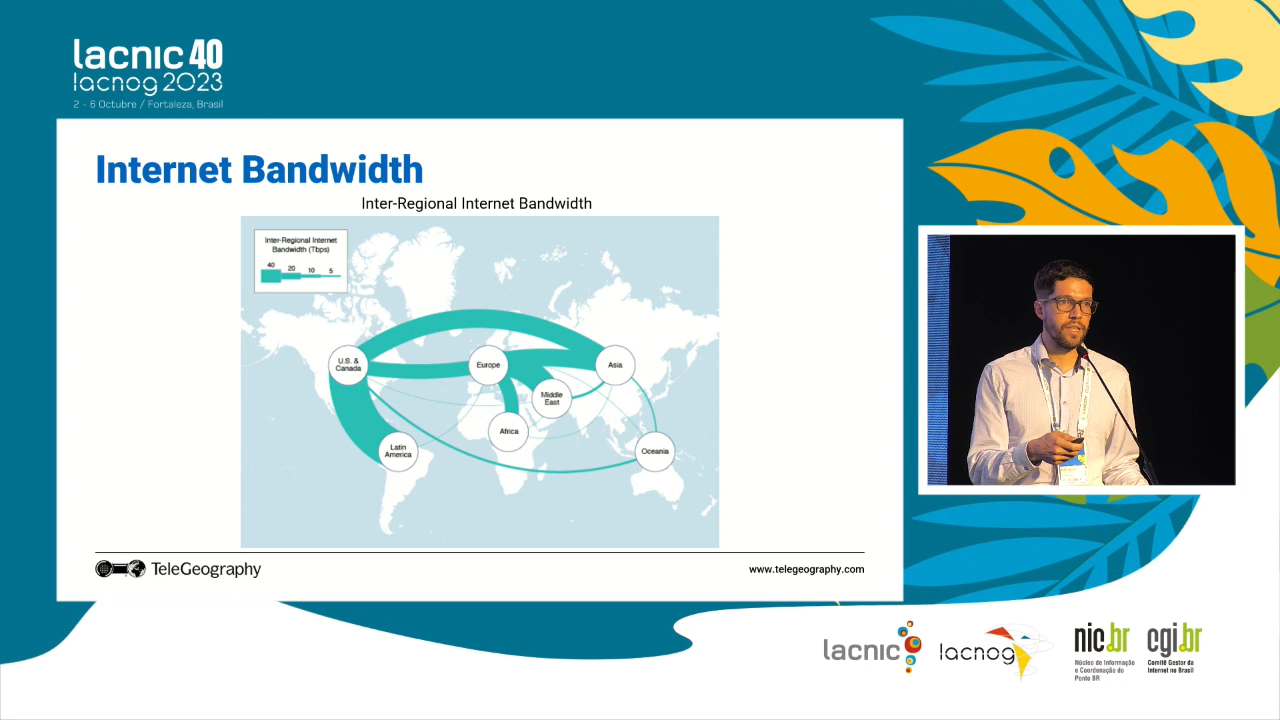 lacnic 40
lacnog 2023
2 - 6 Octubre / Fortaleza, Brasil
Internet Bandwidth
Inter-Regional Internet Bandwidth
Inter-Regional Internet
Bandwidth (Tbps)
40 20 10 5
U.S. &
Canada
Europe
Asia
Middle
East
Africa
Latin
America
Oceania
TeleGeography
www.telegeography.com
lacnic
lacnog
nic.br
Núcleo de Informação
e Coordenação do
Ponto BR
cgi.br
Comitê Gestor da
Internet no Brasil